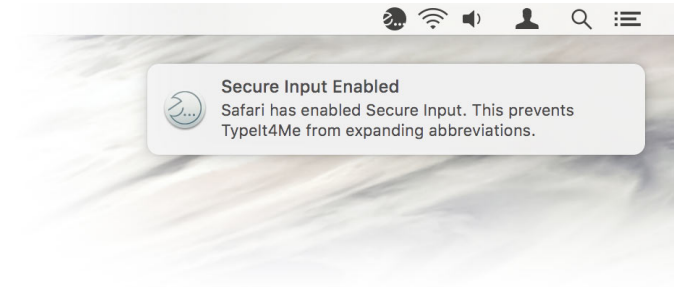 Secure Input Enabled
Safari has enabled Secure Input. This prevents
TypeIt4Me from expanding abbreviations.